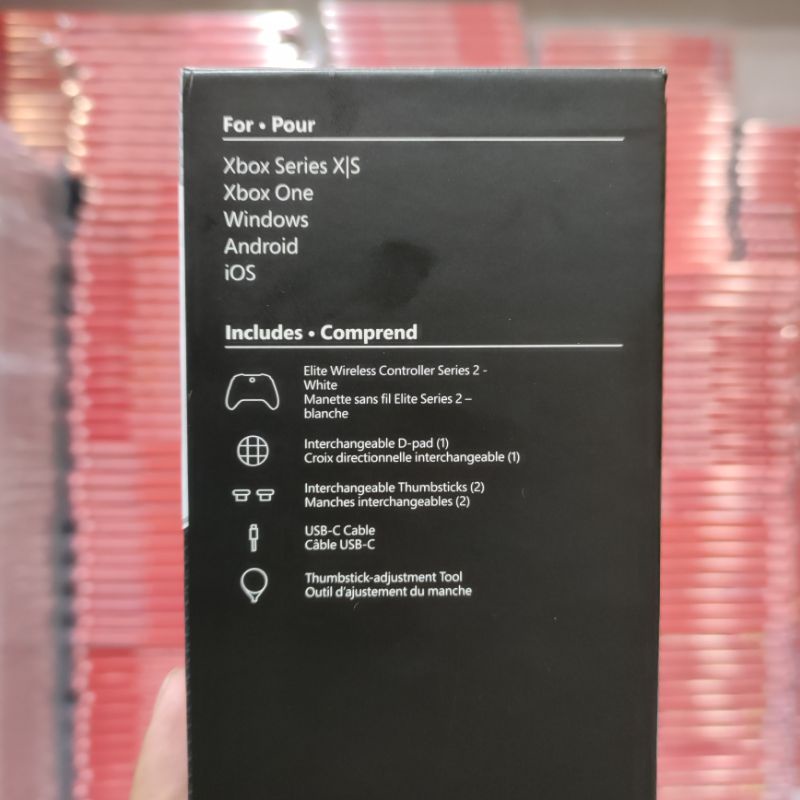 For • Pour
Xbox Series X|S
Xbox One
Windows
Android
iOS
Includes • Comprend
Elite Wireless Controller Series 2 -
White
Manette sans fil Elite Series 2 –
blanche
Interchangeable D-pad (1)
Croix directionnelle interchangeable (1)
Interchangeable Thumbsticks (2)
Manches interchangeables (2)
USB-C Cable
Câble USB-C
Thumbstick-adjustment Tool
Outil d'ajustement du manche